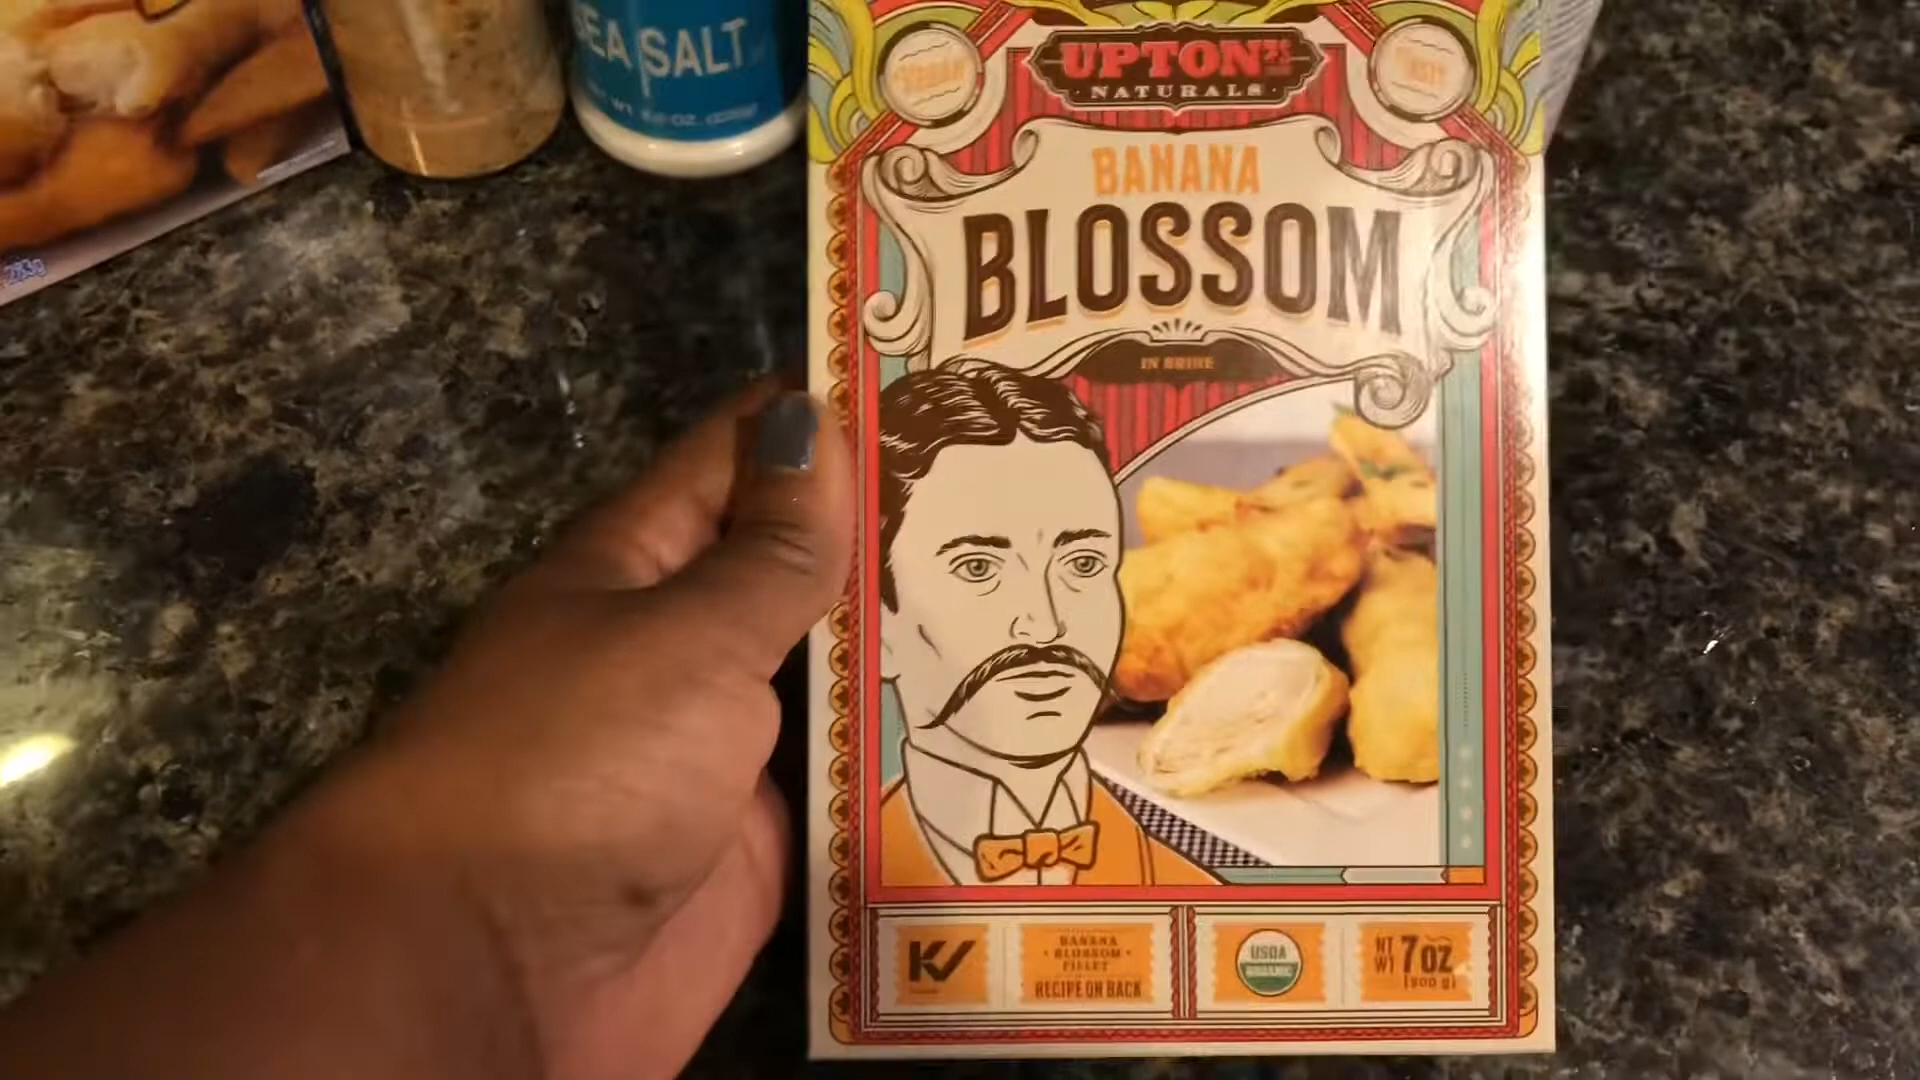 SEA SALT
UPTON'S
NATURALS
VEGAN
BANANA
BLOSSOM
IN BRINE
BANANA
BLOSSOM
FILLET
RECIPE ON BACK
USDA
ORGANIC
NT
WT 7 OZ
(200 g)